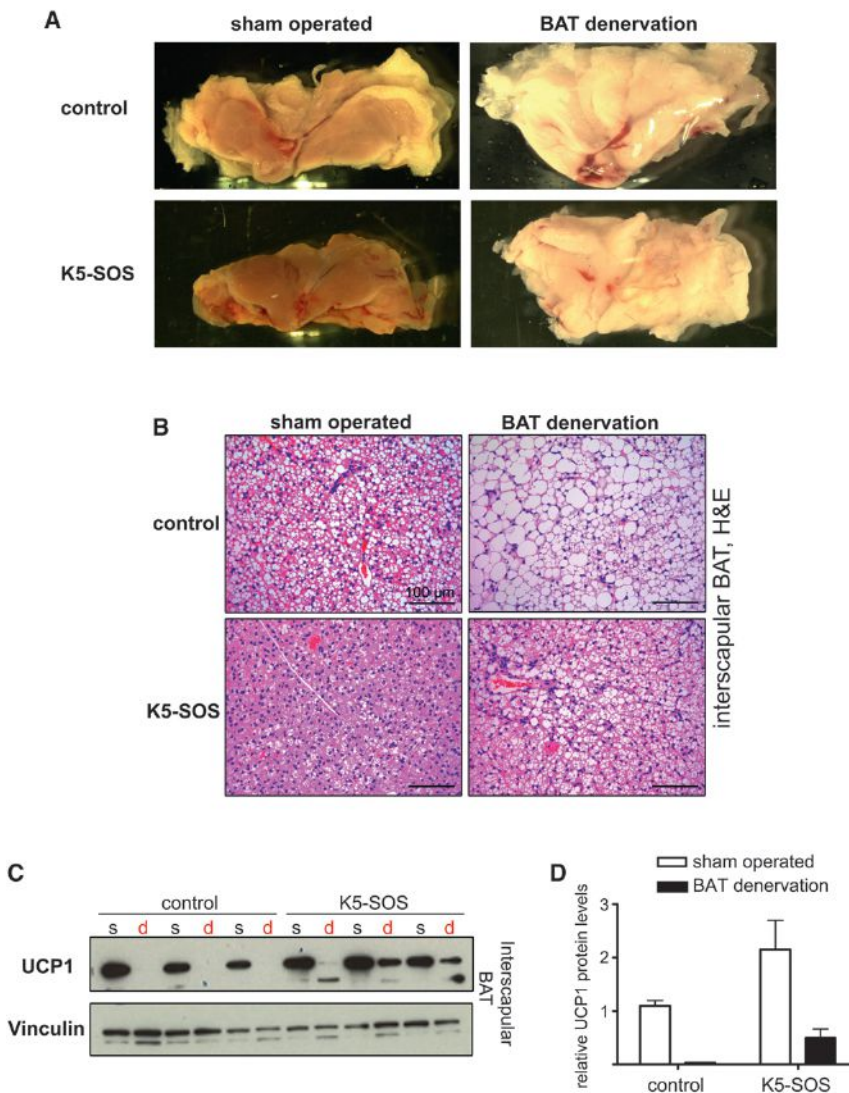 A
sham operated
BAT denervation
control
K5-SOS
B
sham operated
BAT denervation
control
100 µm
K5-SOS
interscapular BAT, H&E
C
control
K5-SOS
s d s d s d s d s d s d
UCP1
Vinculin
Interscapular
BAT
D
sham operated
BAT denervation
relative UCP1 protein levels
3
2
1
control
K5-SOS